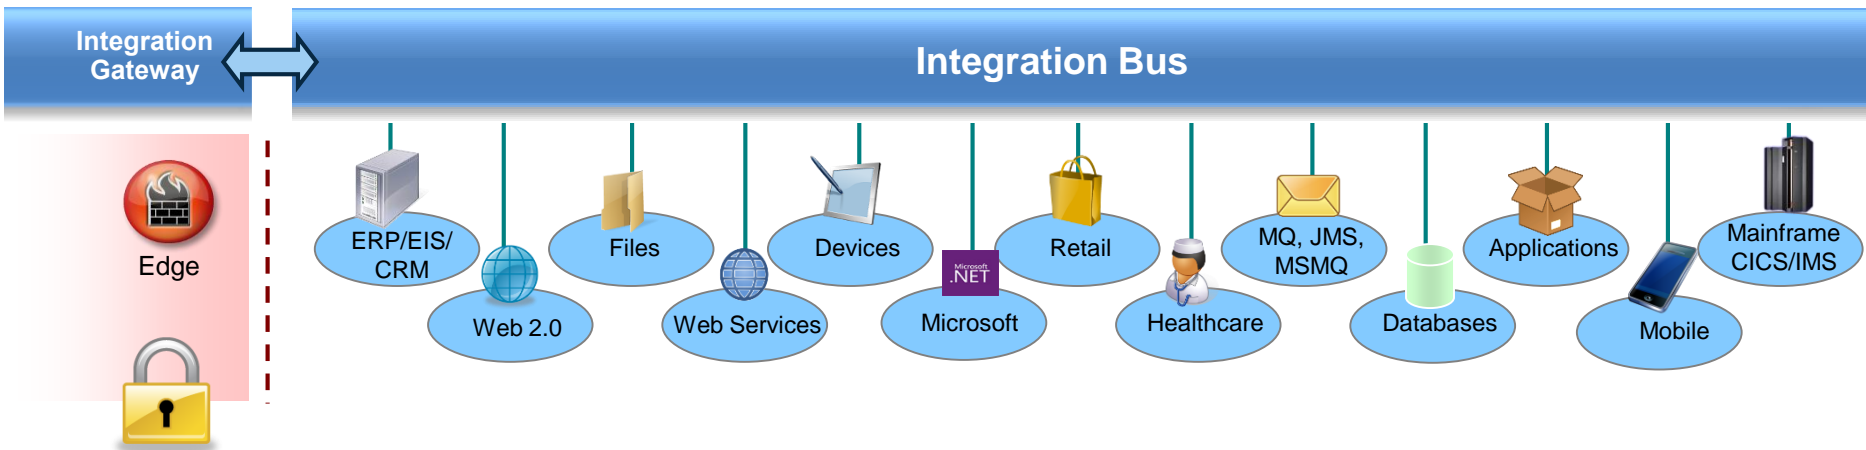 Integration
Gateway
Integration Bus
Edge
ERP/EIS/
CRM
Web 2.0
Files
Web Services
Devices
Microsoft
.NET
Microsoft
Retail
Healthcare
MQ, JMS,
MSMQ
Databases
Applications
Mobile
Mainframe
CICS/IMS